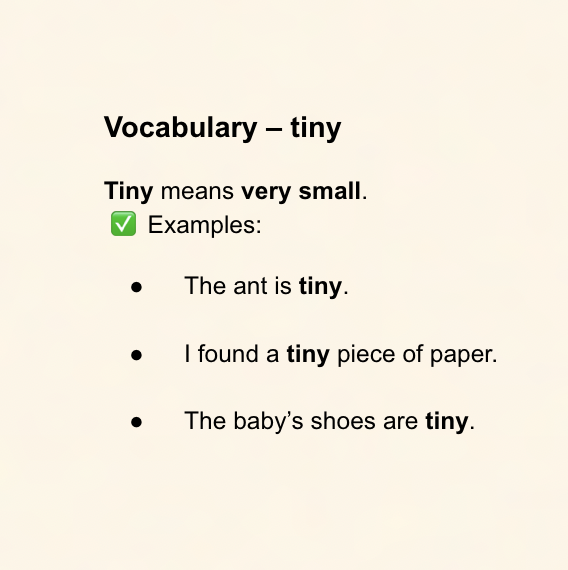 Vocabulary – tiny
Tiny means very small.
✅ Examples:
● The ant is tiny.
● I found a tiny piece of paper.
● The baby’s shoes are tiny.